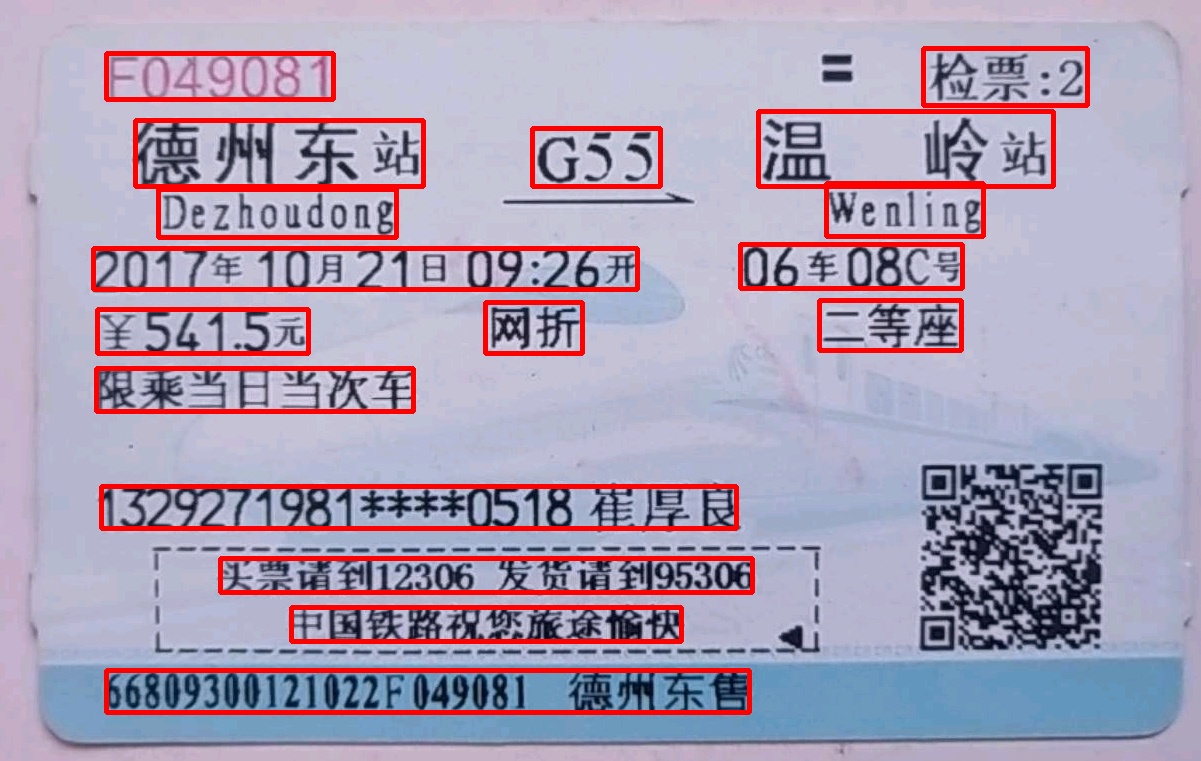 F049081 检票:2
德州东站 G55 温岭站
Dezhoudong Wenling
2017年10月21日09:26开 06车08C号
¥541.5元 网折 二等座
限乘当日当次车
1329271981****0518 崔厚良
买票请到12306 发货请到95306
中国铁路祝您旅途愉快
66809300121022F049081 德州东售